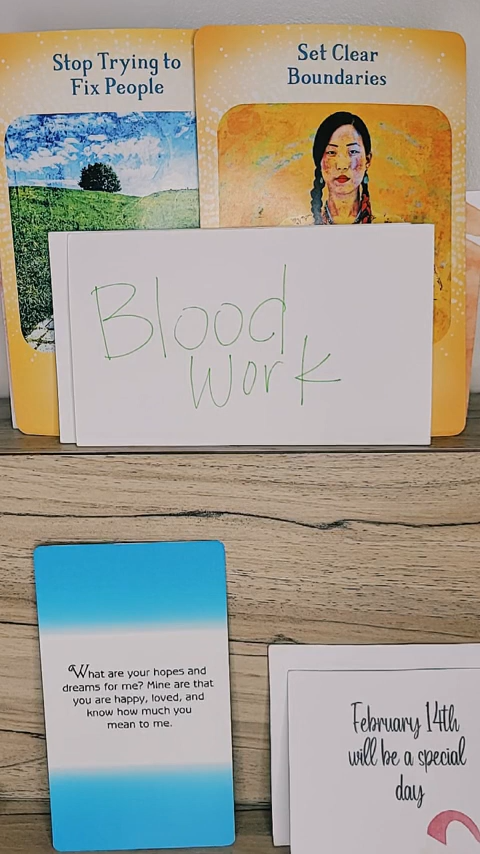 Stop Trying to
Fix People
Set Clear
Boundaries
Blood
Work
What are your hopes and
dreams for me? Mine are that
you are happy, loved, and
know how much you
mean to me.
February 14th
will be a special
day